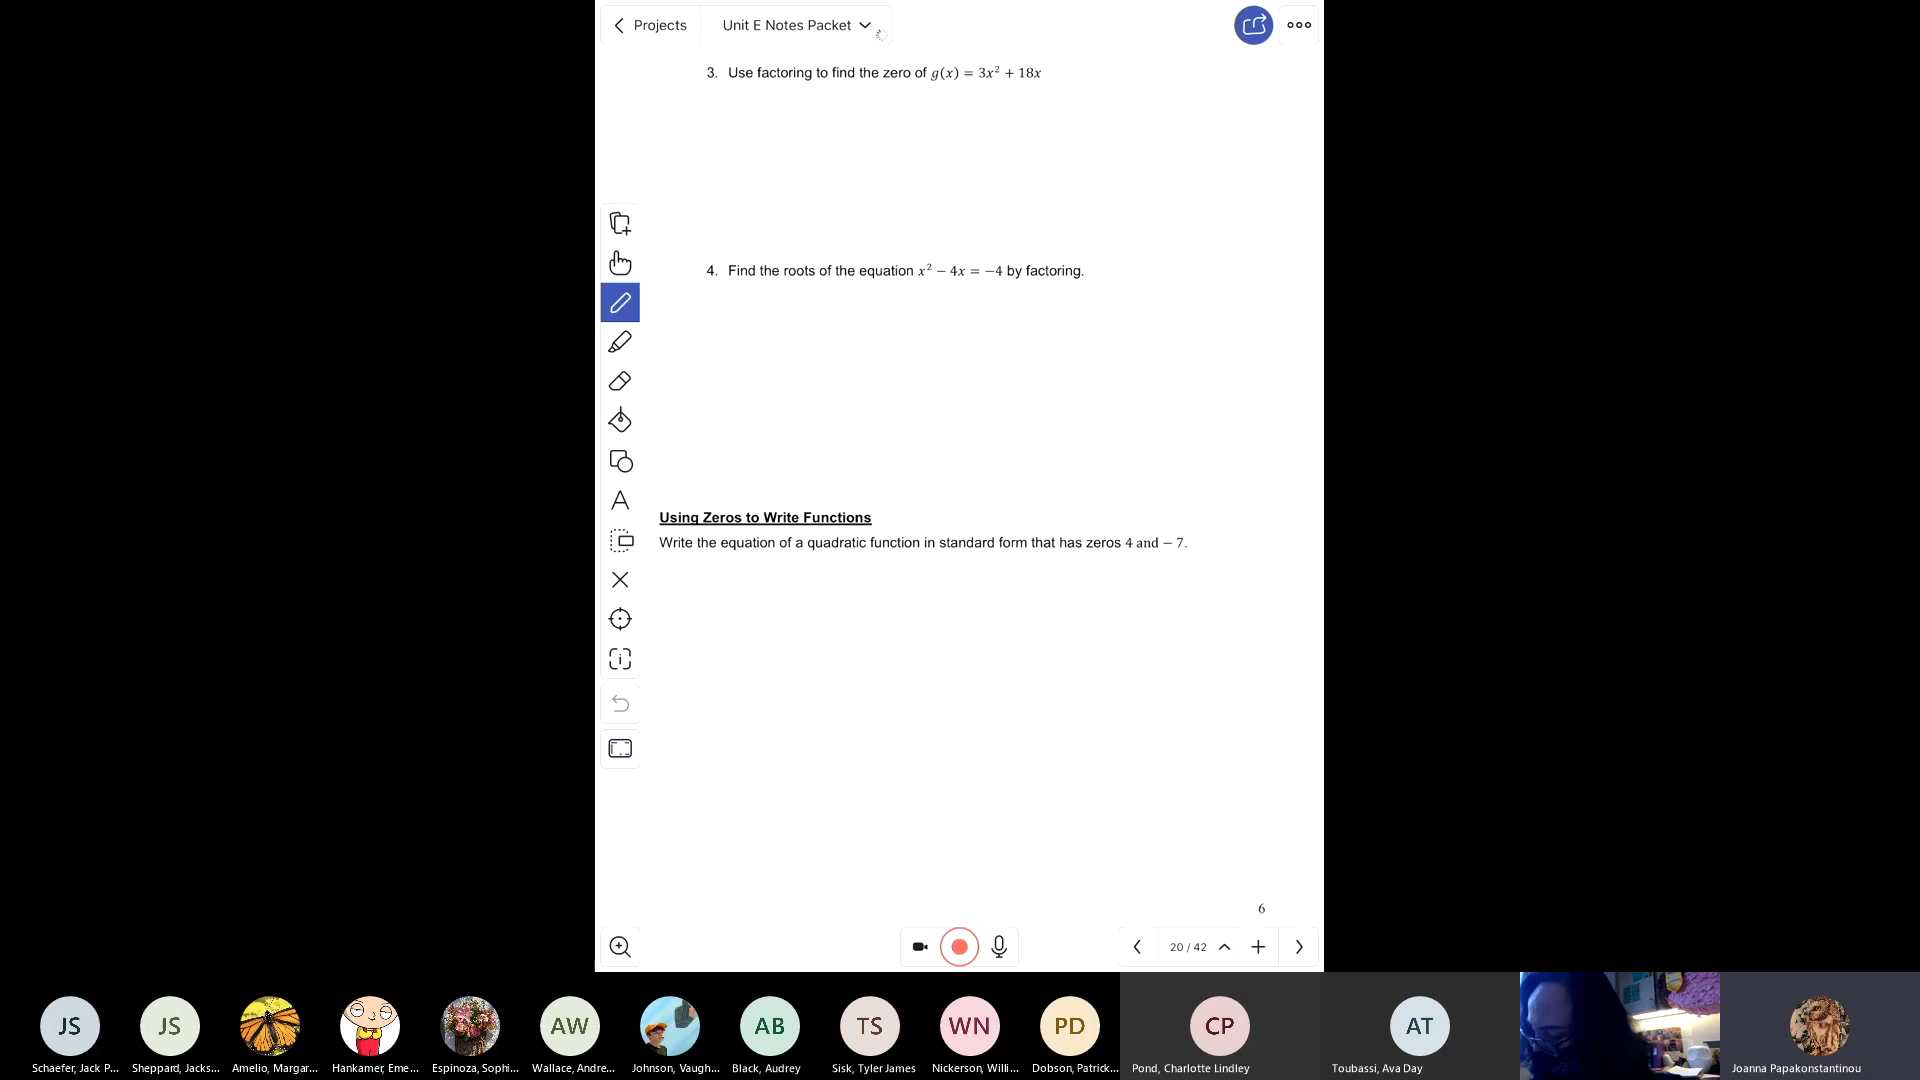 Projects
Unit E Notes Packet
3. Use factoring to find the zero of g(x) = 3x² + 18x
4. Find the roots of the equation x² − 4x = −4 by factoring.
Using Zeros to Write Functions
Write the equation of a quadratic function in standard form that has zeros 4 and − 7.
6
20 / 42
JS
JS
AW
AB
TS
WN
PD
CP
AT
Schaefer, Jack P...
Sheppard, Jacks...
Amelio, Margar...
Hankamer, Eme...
Espinoza, Sophi...
Wallace, Andre...
Johnson, Vaugh...
Black, Audrey
Sisk, Tyler James
Nickerson, Willi...
Dobson, Patrick...
Pond, Charlotte Lindley
Toubassi, Ava Day
Joanna Papakonstantinou